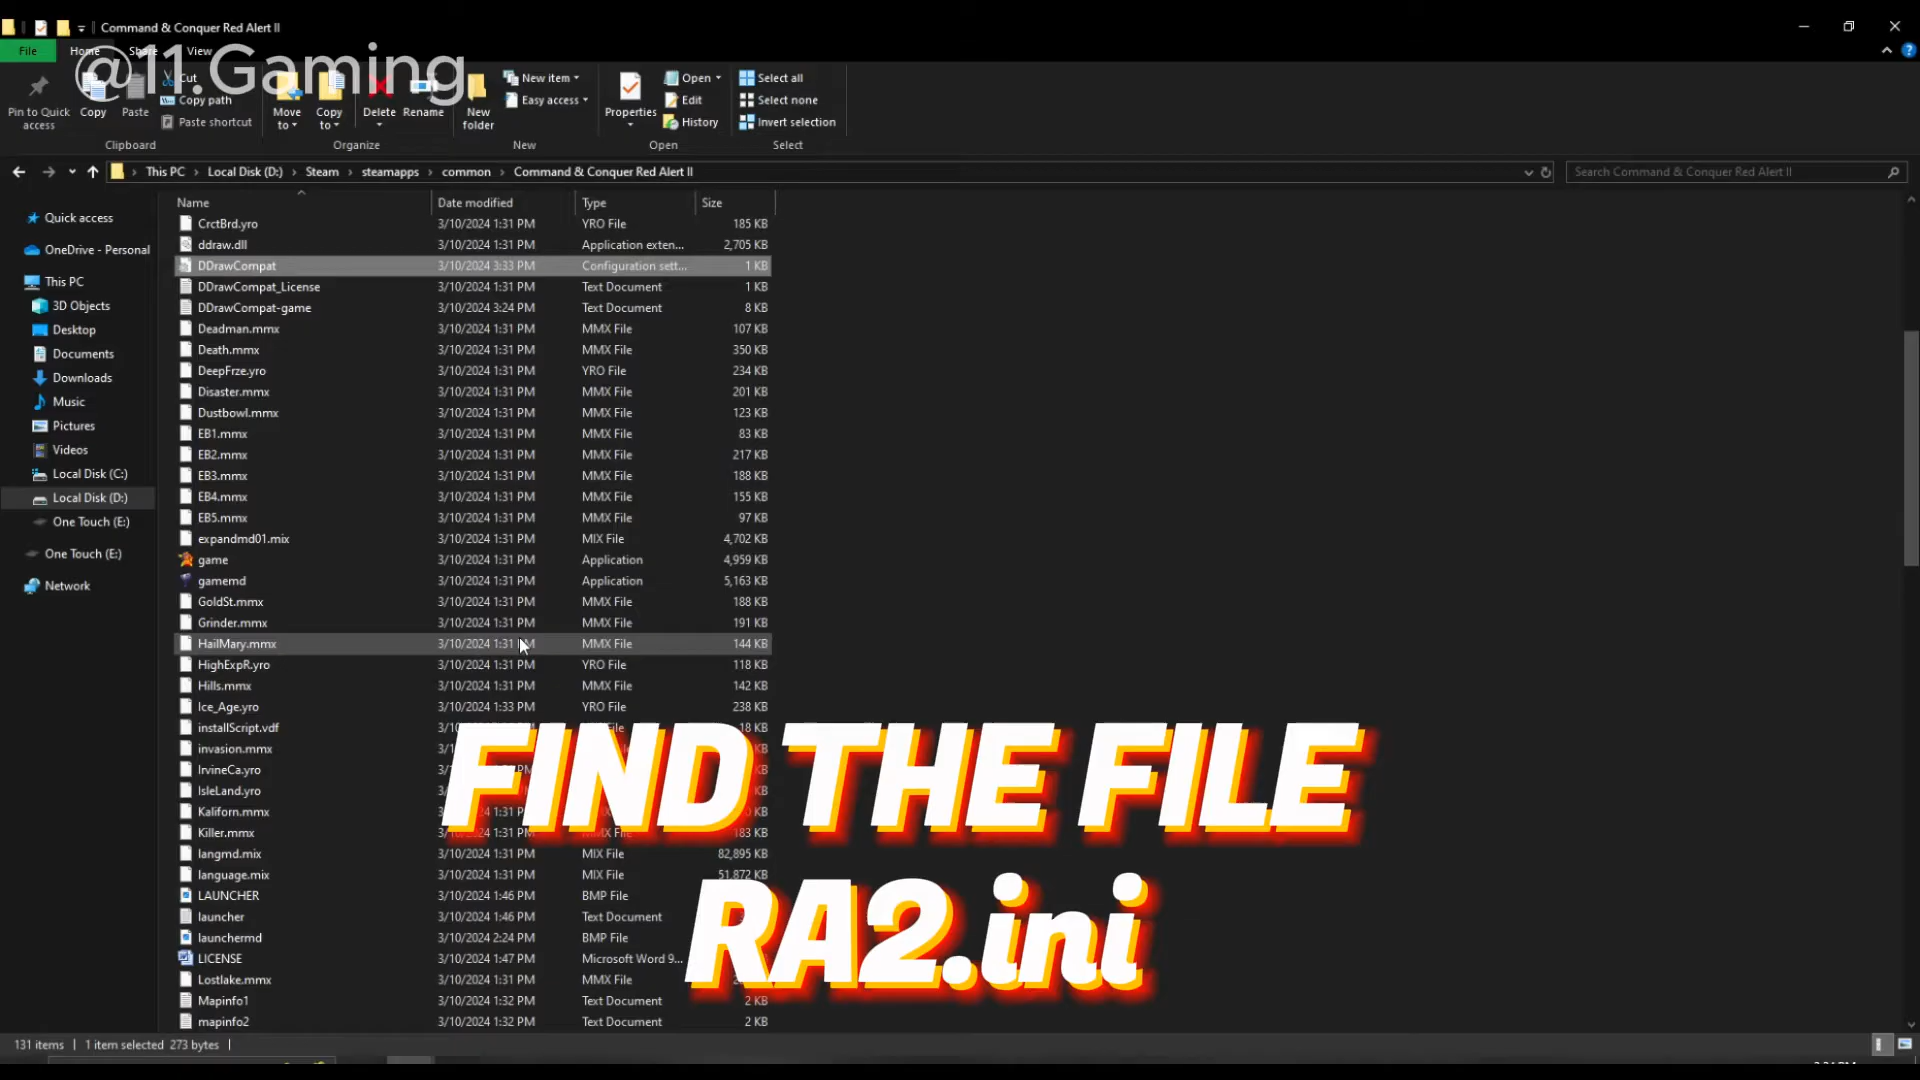 Command & Conquer Red Alert II
File Home Share View
@11.Gaming
Pin to Quick access
Copy
Paste
Cut
Copy path
Paste shortcut
Move to
Copy to
Delete
Rename
New folder
New item
Easy access
Properties
Open
Edit
History
Select all
Select none
Invert selection
Clipboard Organize New Open Select
This PC > Local Disk (D:) > Steam > steamapps > common > Command & Conquer Red Alert II
Search Command & Conquer Red Alert II
Quick access
OneDrive - Personal
This PC
3D Objects
Desktop
Documents
Downloads
Music
Pictures
Videos
Local Disk (C:)
Local Disk (D:)
One Touch (E:)
One Touch (E:)
Network
Name Date modified Type Size
CrctBrd.yro 3/10/2024 1:31 PM YRO File 185 KB
ddraw.dll 3/10/2024 1:31 PM Application exten... 2,705 KB
DDrawCompat 3/10/2024 3:33 PM Configuration sett... 1 KB
DDrawCompat_License 3/10/2024 1:31 PM Text Document 1 KB
DDrawCompat-game 3/10/2024 3:24 PM Text Document 8 KB
Deadman.mmx 3/10/2024 1:31 PM MMX File 107 KB
Death.mmx 3/10/2024 1:31 PM MMX File 350 KB
DeepFrze.yro 3/10/2024 1:31 PM YRO File 234 KB
Disaster.mmx 3/10/2024 1:31 PM MMX File 201 KB
Dustbowl.mmx 3/10/2024 1:31 PM MMX File 123 KB
EB1.mmx 3/10/2024 1:31 PM MMX File 83 KB
EB2.mmx 3/10/2024 1:31 PM MMX File 217 KB
EB3.mmx 3/10/2024 1:31 PM MMX File 188 KB
EB4.mmx 3/10/2024 1:31 PM MMX File 155 KB
EB5.mmx 3/10/2024 1:31 PM MMX File 97 KB
expandmd01.mix 3/10/2024 1:31 PM MIX File 4,702 KB
game 3/10/2024 1:31 PM Application 4,959 KB
gamemd 3/10/2024 1:31 PM Application 5,163 KB
GoldSt.mmx 3/10/2024 1:31 PM MMX File 188 KB
Grinder.mmx 3/10/2024 1:31 PM MMX File 191 KB
HailMary.mmx 3/10/2024 1:31 PM MMX File 144 KB
HighExpR.yro 3/10/2024 1:31 PM YRO File 118 KB
Hills.mmx 3/10/2024 1:31 PM MMX File 142 KB
Ice_Age.yro 3/10/2024 1:33 PM YRO File 238 KB
installScript.vdf 18 KB
invasion.mmx
IrvineCa.yro
IsleLand.yro
Kaliforn.mmx
Killer.mmx 183 KB
langmd.mix 3/10/2024 1:31 PM MIX File 82,895 KB
language.mix 3/10/2024 1:31 PM MIX File 51,872 KB
LAUNCHER 3/10/2024 1:46 PM BMP File
launcher 3/10/2024 1:46 PM Text Document
launchermd 3/10/2024 2:24 PM BMP File
LICENSE 3/10/2024 1:47 PM Microsoft Word 9...
Lostlake.mmx 3/10/2024 1:31 PM MMX File
Mapinfo1 3/10/2024 1:32 PM Text Document 2 KB
mapinfo2 3/10/2024 1:32 PM Text Document 2 KB
FIND THE FILE
RA2.ini
131 items 1 item selected 273 bytes